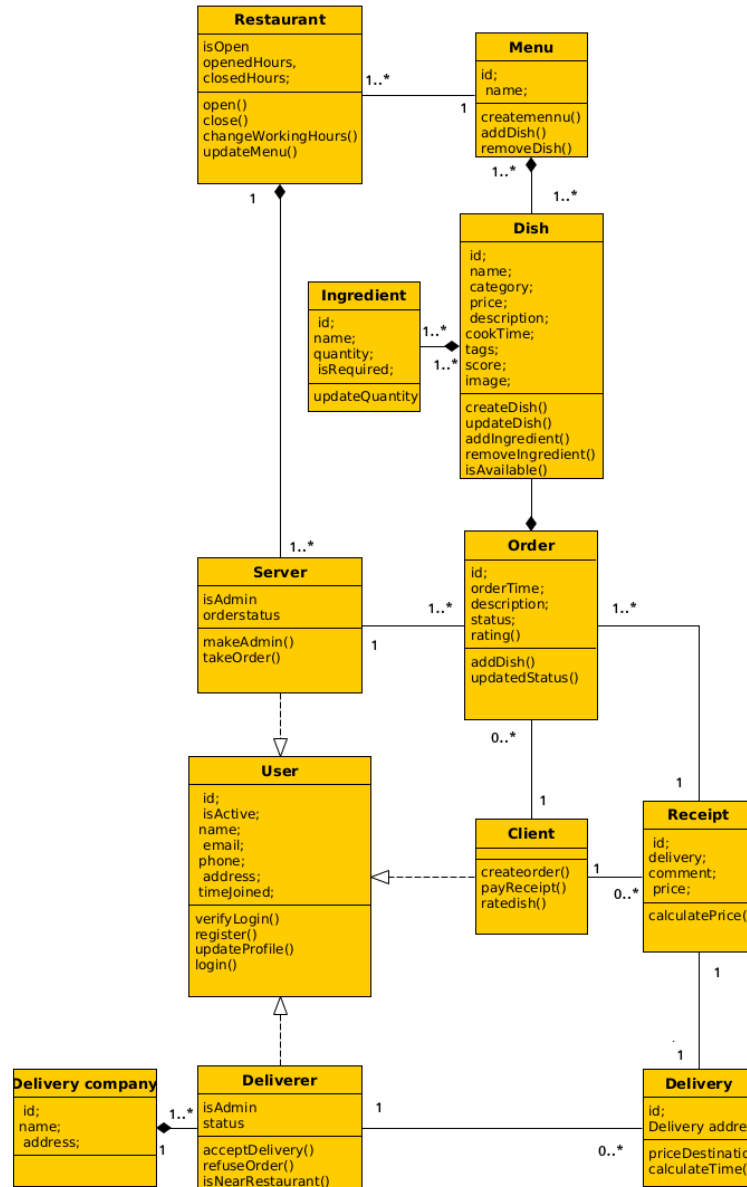 Restaurant
isOpen
openedHours,
closedHours;
open()
close()
changeWorkingHours()
updateMenu()
1..*
1
Menu
id;
name;
createmennu()
addDish()
removeDish()
1
1..*
1..*
Dish
id;
name;
category;
price;
description;
cookTime;
tags;
score;
image;
createDish()
updateDish()
addIngredient()
removeIngredient()
isAvailable()
Ingredient
id;
name;
quantity;
isRequired;
updateQuantity
1..*
1..*
1..*
Server
isAdmin
orderstatus
makeAdmin()
takeOrder()
1..*
1
Order
id;
orderTime;
description;
status;
rating()
addDish()
updatedStatus()
1..*
0..*
1
1
User
id;
isActive;
name;
email;
phone;
address;
timeJoined;
verifyLogin()
register()
updateProfile()
login()
Client
createorder()
payReceipt()
ratedish()
1
0..*
Receipt
id;
delivery;
comment;
price;
calculatePrice(
1
1
Delivery company
id;
name;
address;
1..*
1
Deliverer
isAdmin
status
acceptDelivery()
refuseOrder()
isNearRestaurant()
1
0..*
Delivery
id;
Delivery addre
priceDestinatio
calculateTime(